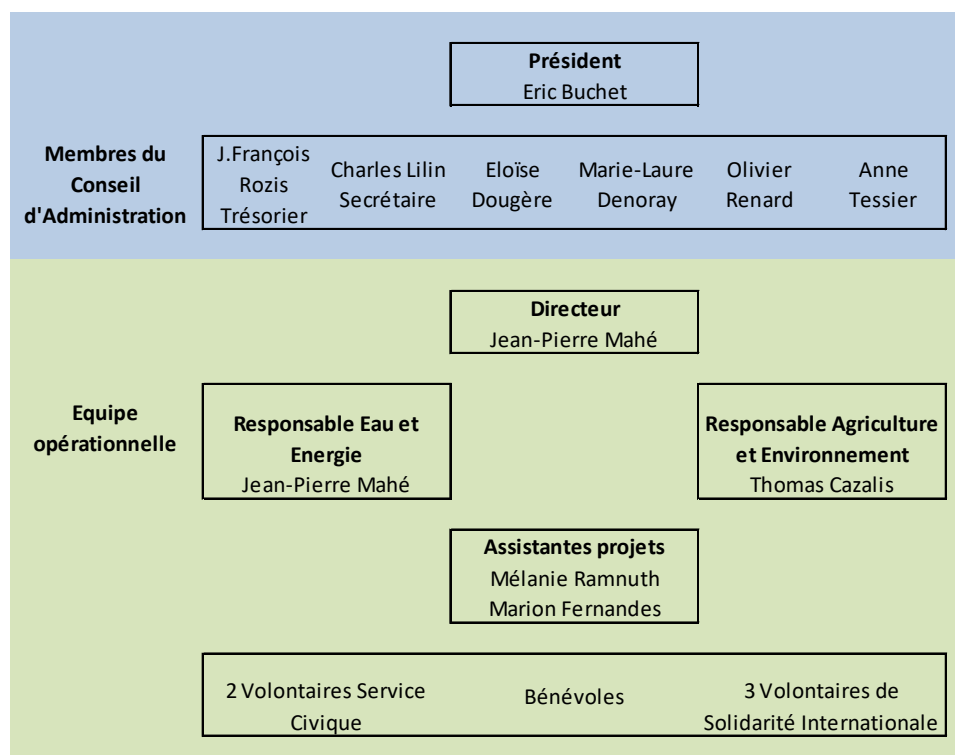 Président
Eric Buchet
Membres du
Conseil
d'Administration
J.François
Rozis
Trésorier
Charles Lilin
Secrétaire
Eloïse
Dougère
Marie-Laure
Denoray
Olivier
Renard
Anne
Tessier
Directeur
Jean-Pierre Mahé
Equipe
opérationnelle
Responsable Eau et
Energie
Jean-Pierre Mahé
Responsable Agriculture
et Environnement
Thomas Cazalis
Assistantes projets
Mélanie Ramnuth
Marion Fernandes
2 Volontaires Service
Civique
Bénévoles
3 Volontaires de
Solidarité Internationale